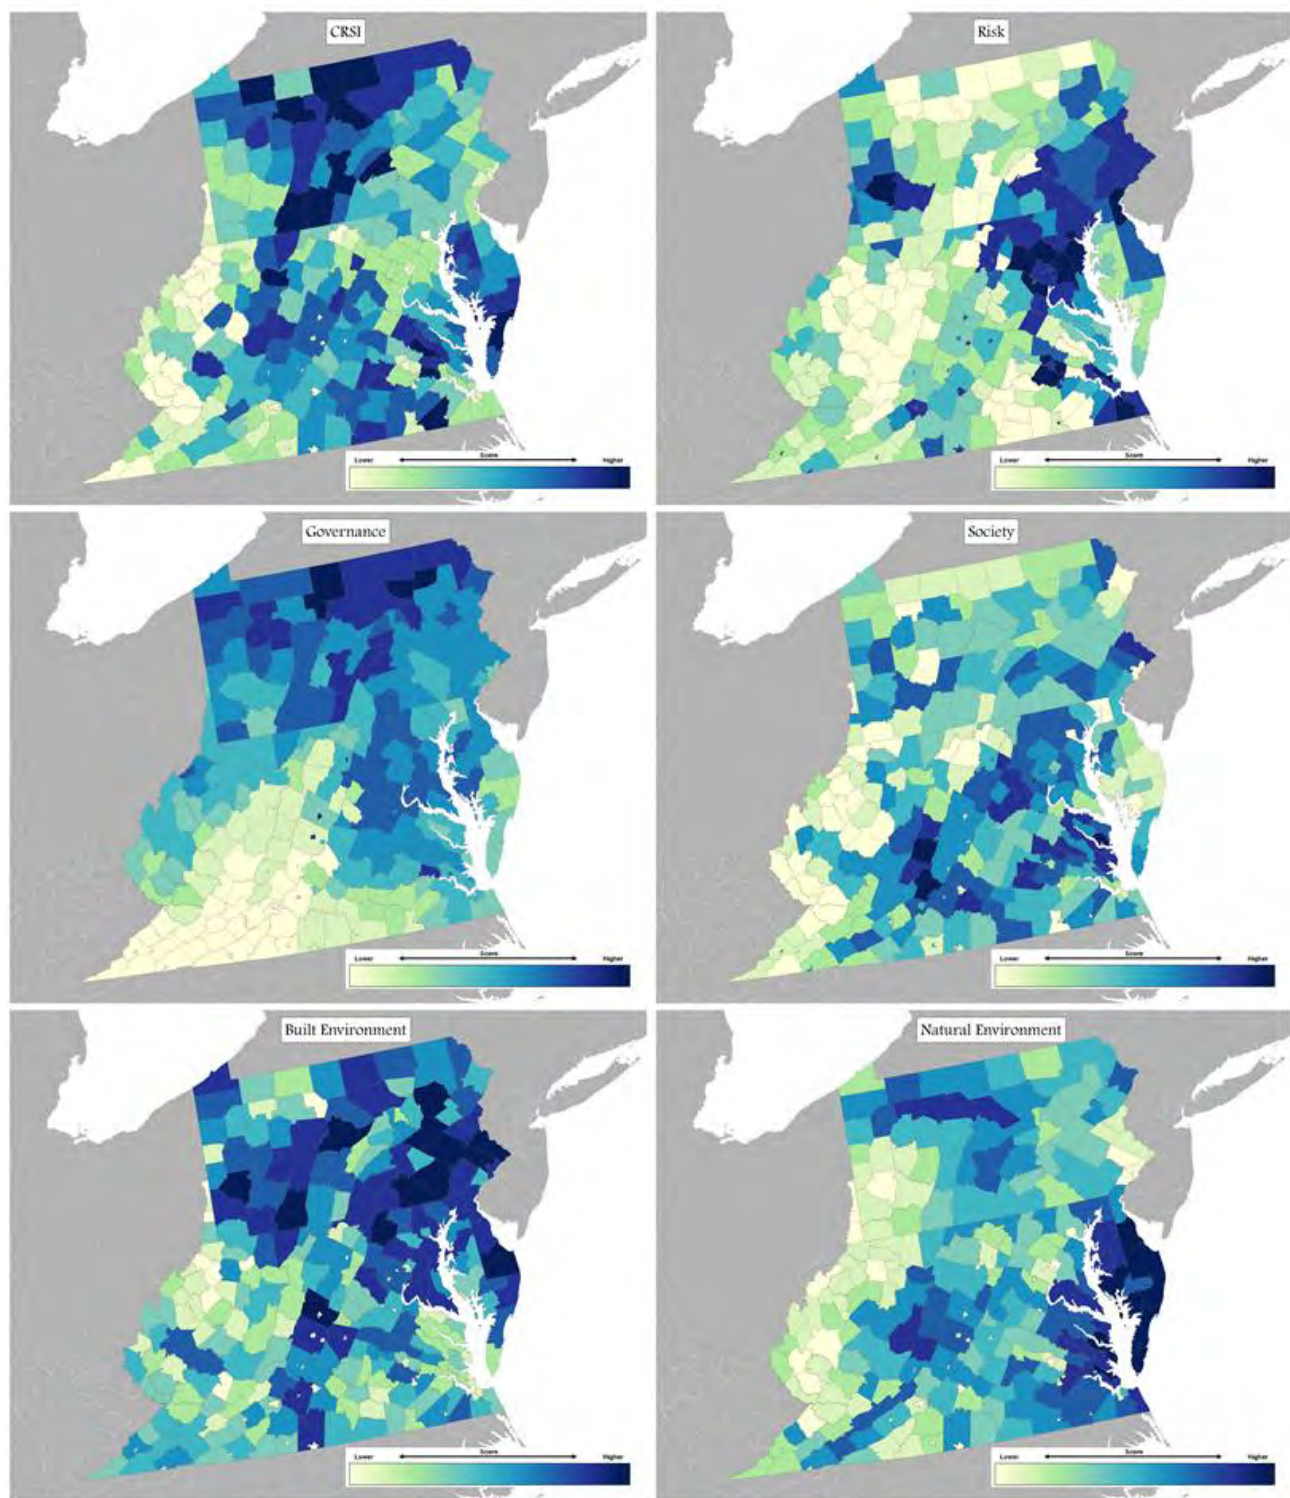 CRSI
Risk
Lower Score Higher
Lower Score Higher
Governance
Society
Lower Score Higher
Lower Score Higher
Built Environment
Natural Environment
Lower Score Higher
Lower Score Higher